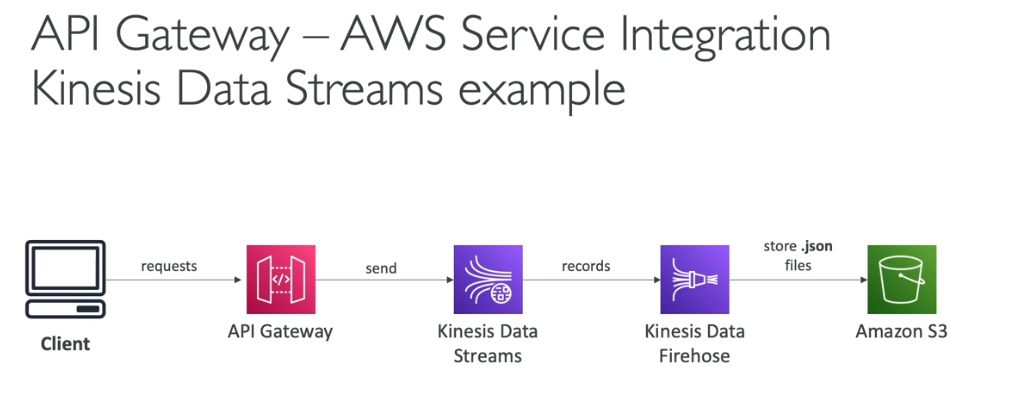 API Gateway – AWS Service Integration
Kinesis Data Streams example
requests
send
records
store .json
files
</>
Client
API Gateway
Kinesis Data
Streams
Kinesis Data
Firehose
Amazon S3